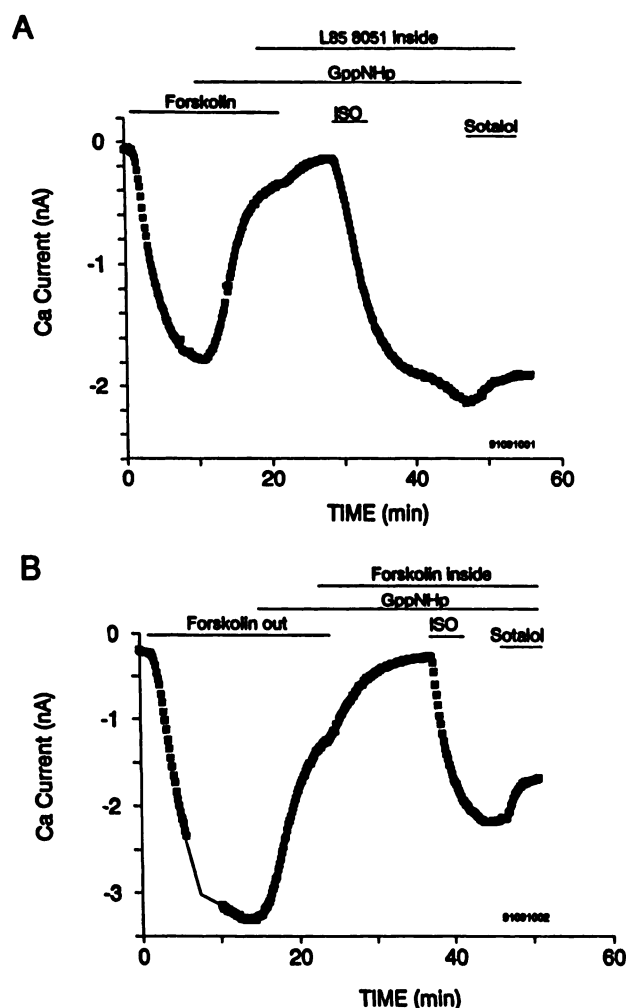 A
L85 8051 Inside
GppNHp
Forskolin
ISO
Sotalol
0
-1
-2
Ca Current (nA)
91091001
0
20
40
60
TIME (min)
B
Forskolin Inside
GppNHp
Forskolin out
ISO
Sotalol
0
-1
-2
-3
Ca Current (nA)
91091002
0
20
40
60
TIME (min)